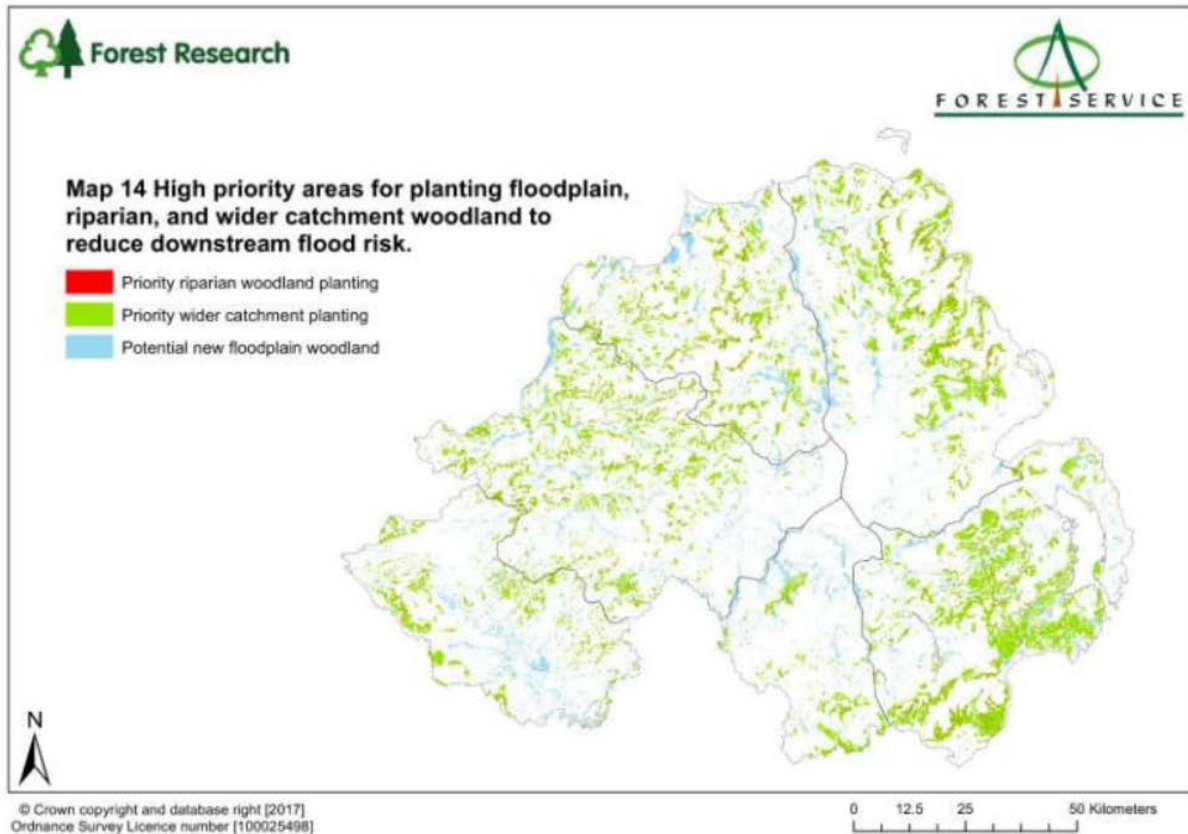 Forest Research
FOREST SERVICE
Map 14 High priority areas for planting floodplain,
riparian, and wider catchment woodland to
reduce downstream flood risk.
Priority riparian woodland planting
Priority wider catchment planting
Potential new floodplain woodland
N
© Crown copyright and database right [2017]
Ordnance Survey Licence number [100025498]
0 12.5 25 50 Kilometers